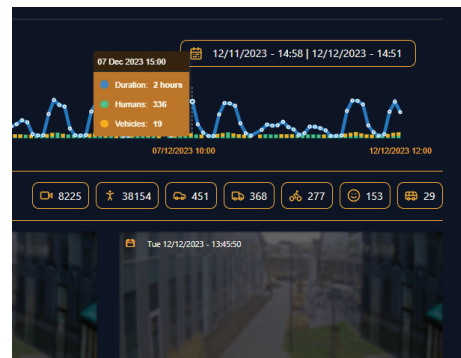 12/11/2023 - 14:58 | 12/12/2023 - 14:51
07 Dec 2023 15:00
Duration: 2 hours
Humans: 336
Vehicles: 19
07/12/2023 10:00 12/12/2023 12:00
8225 38154 451 368 277 153 29
Tue 12/12/2023 - 13:45:50